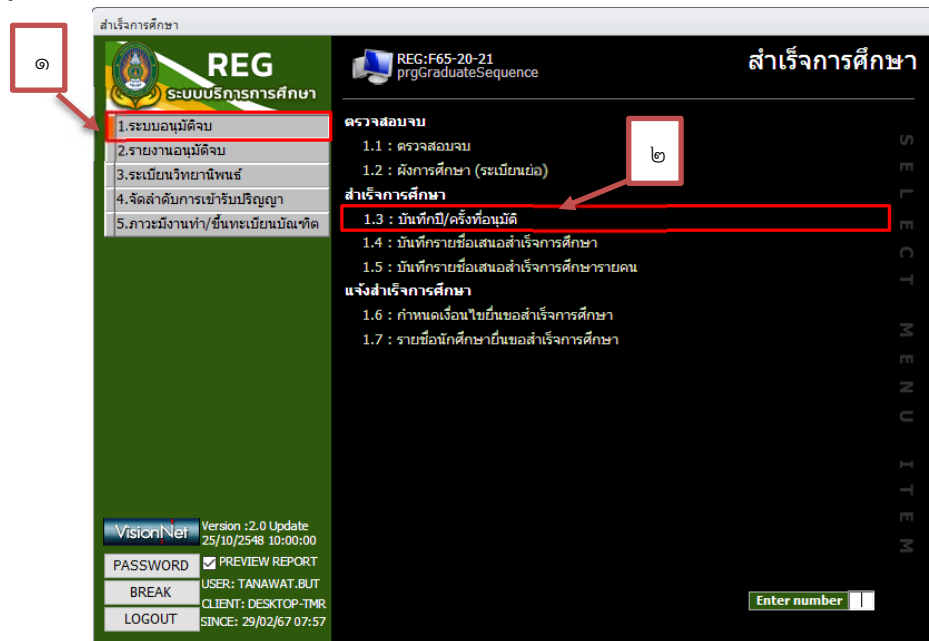 สำเร็จการศึกษา
๑
REG
ระบบบริการการศึกษา
1.ระบบอนุมัติจบ
2.รายงานอนุมัติจบ
3.ระเบียนวิทยานิพนธ์
4.จัดลำดับการเข้ารับปริญญา
5.ภาวะมีงานทำ/ขึ้นทะเบียนบัณฑิต
REG:F65-20-21
prgGraduateSequence
สำเร็จการศึกษา
ตรวจสอบจบ
1.1 : ตรวจสอบจบ
1.2 : ผังการศึกษา (ระเบียนย่อ)
๒
สำเร็จการศึกษา
1.3 : บันทึกปี/ครั้งที่อนุมัติ
1.4 : บันทึกรายชื่อเสนอสำเร็จการศึกษา
1.5 : บันทึกรายชื่อเสนอสำเร็จการศึกษารายคน
แจ้งสำเร็จการศึกษา
1.6 : กำหนดเงื่อนไขยื่นขอสำเร็จการศึกษา
1.7 : รายชื่อนักศึกษายื่นขอสำเร็จการศึกษา
SELECT MENU ITEM
VisionNet
Version :2.0 Update
25/10/2548 10:00:00
PASSWORD
PREVIEW REPORT
BREAK
USER: TANAWAT.BUT
CLIENT: DESKTOP-TMR
LOGOUT
SINCE: 29/02/67 07:57
Enter number